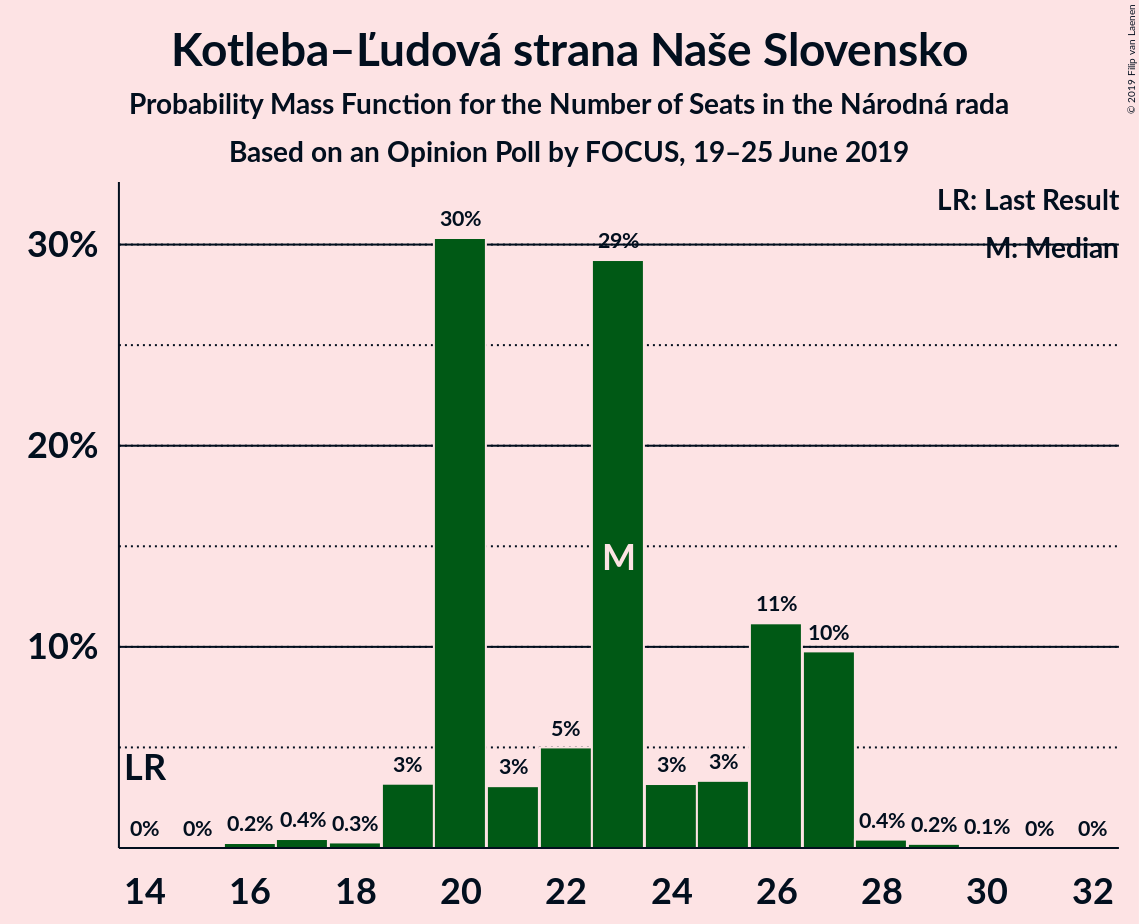 Kotleba–Ľudová strana Naše Slovensko
Probability Mass Function for the Number of Seats in the Národná rada
Based on an Opinion Poll by FOCUS, 19–25 June 2019
© 2019 Filip van Laenen
LR: Last Result
M: Median
30%
20%
10%
LR
M
0%
0%
0.2%
0.4%
0.3%
3%
30%
3%
5%
29%
3%
3%
11%
10%
0.4%
0.2%
0.1%
0%
0%
14 16 18 20 22 24 26 28 30 32